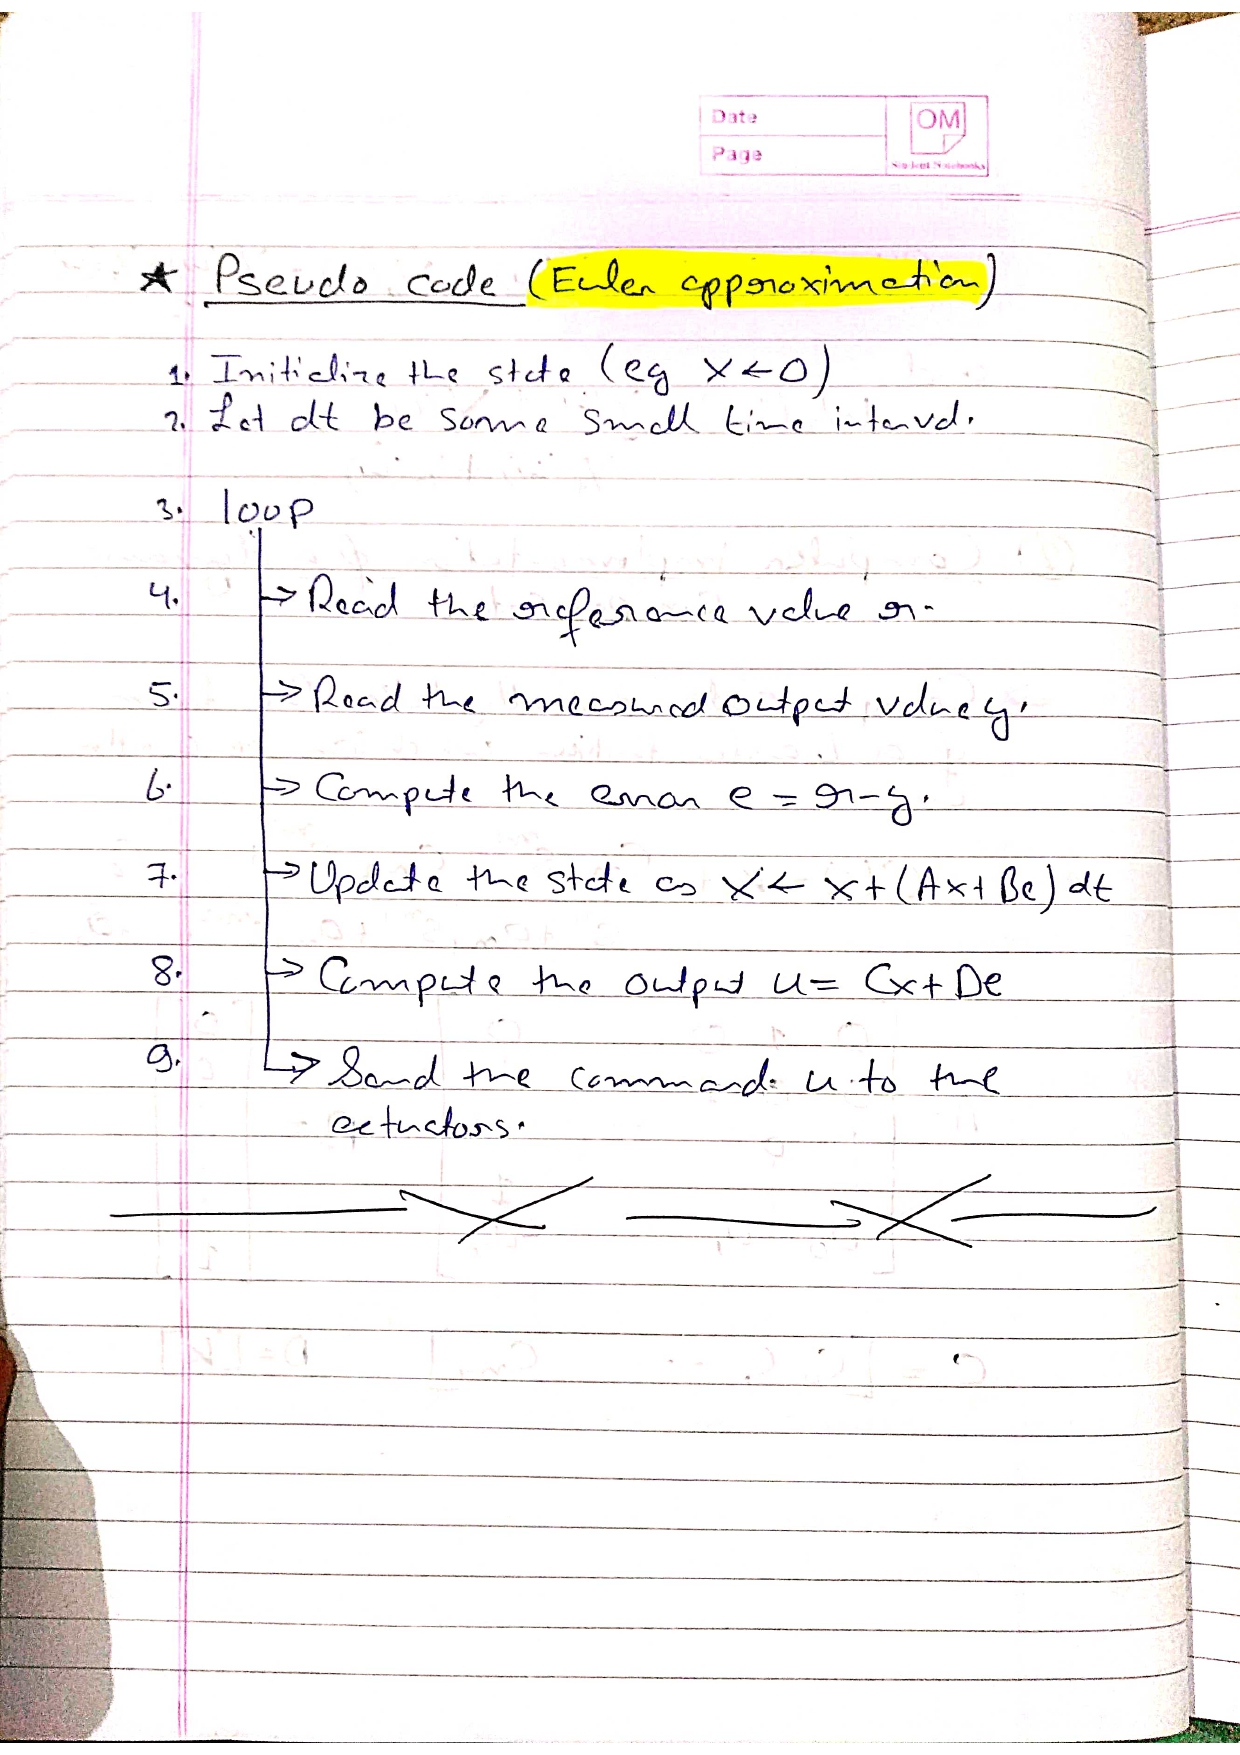 Date
OM
Page
Student Notebooks
★ Pseudo code (Euler approximation)
1. Initialize the state (eg x ← 0)
2. Let dt be some small time interval.
3. loop
4. → Read the reference value r.
5. → Read the measured output value y.
6. → Compute the error e = r-y.
7. → Update the state as x ← x + (Ax + Be) dt
8. → Compute the output u = Cx + De
9. → Send the command u to the
actuators.